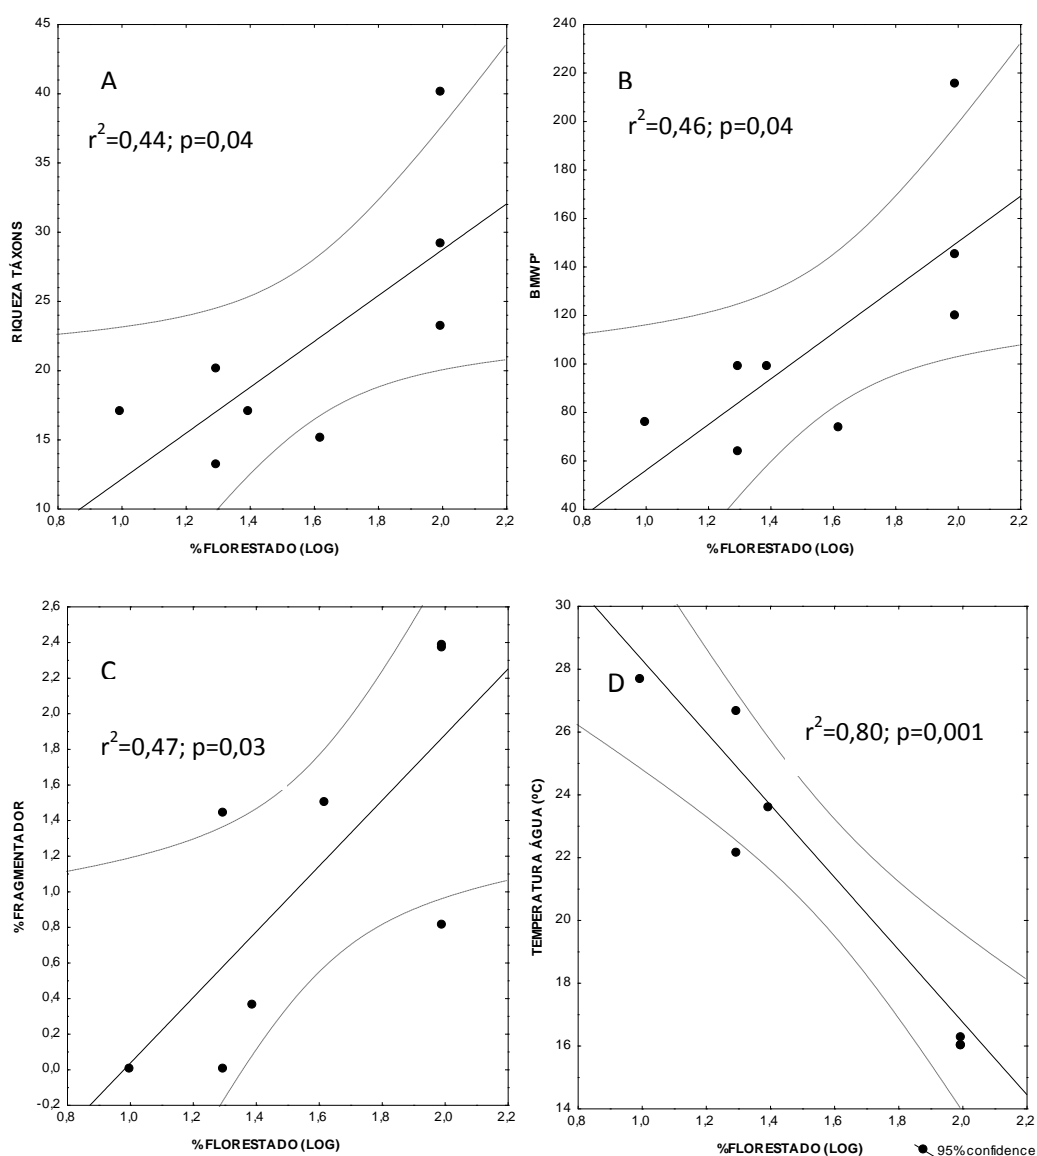 A
r²=0,44; p=0,04
RIQUEZA TÁXONS
45
40
35
30
25
20
15
10
0,8 1,0 1,2 1,4 1,6 1,8 2,0 2,2
%FLORESTADO (LOG)
B
r²=0,46; p=0,04
BMWP'
240
220
200
180
160
140
120
100
80
60
40
0,8 1,0 1,2 1,4 1,6 1,8 2,0 2,2
%FLORESTADO (LOG)
C
r²=0,47; p=0,03
%FRAGMENTADOR
2,6
2,4
2,2
2,0
1,8
1,6
1,4
1,2
1,0
0,8
0,6
0,4
0,2
0,0
-0,2
0,8 1,0 1,2 1,4 1,6 1,8 2,0 2,2
%FLORESTADO (LOG)
D
r²=0,80; p=0,001
TEMPERATURA ÁGUA (ºC)
30
28
26
24
22
20
18
16
14
0,8 1,0 1,2 1,4 1,6 1,8 2,0 2,2
%FLORESTADO (LOG)
95% confidence